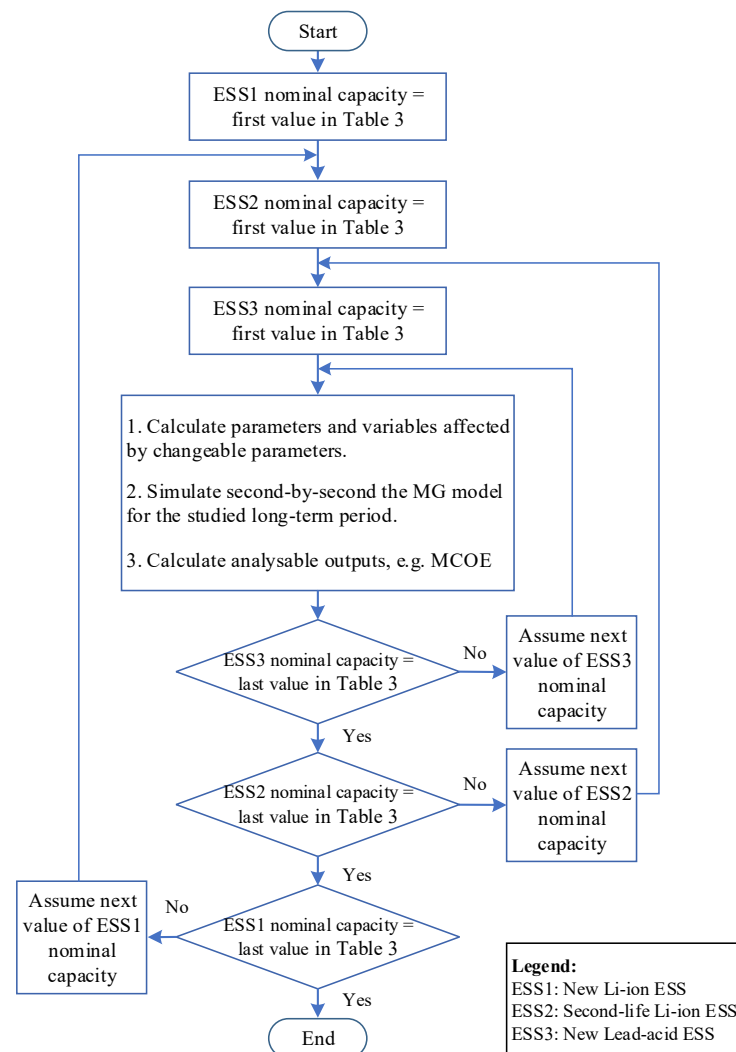 Start
ESS1 nominal capacity =
first value in Table 3
ESS2 nominal capacity =
first value in Table 3
ESS3 nominal capacity =
first value in Table 3
1. Calculate parameters and variables affected
by changeable parameters.
2. Simulate second-by-second the MG model
for the studied long-term period.
3. Calculate analysable outputs, e.g. MCOE
ESS3 nominal capacity =
last value in Table 3
No
Assume next
value of ESS3
nominal
capacity
Yes
ESS2 nominal capacity =
last value in Table 3
No
Assume next
value of ESS2
nominal
capacity
Yes
ESS1 nominal capacity =
last value in Table 3
No
Assume next
value of ESS1
nominal
capacity
Yes
End
Legend:
ESS1: New Li-ion ESS
ESS2: Second-life Li-ion ESS
ESS3: New Lead-acid ESS